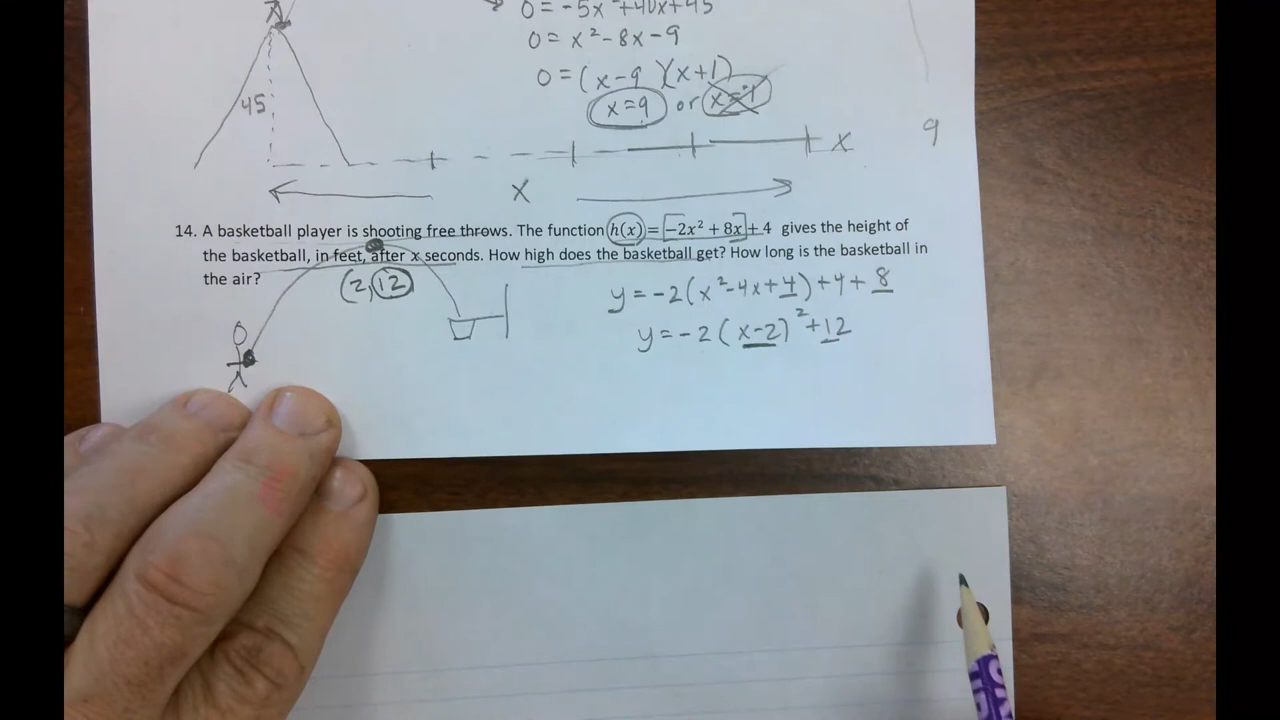 0 = -5x² + 40x + 45
0 = x² - 8x - 9
0 = (x - 9)(x + 1)
x = 9 or x = -1
45
x
9
x
14. A basketball player is shooting free throws. The function h(x) = -2x² + 8x + 4 gives the height of
the basketball, in feet, after x seconds. How high does the basketball get? How long is the basketball in
the air?
(2, 12)
y = -2(x² - 4x + 4) + 4 + 8
y = -2(x - 2)² + 12